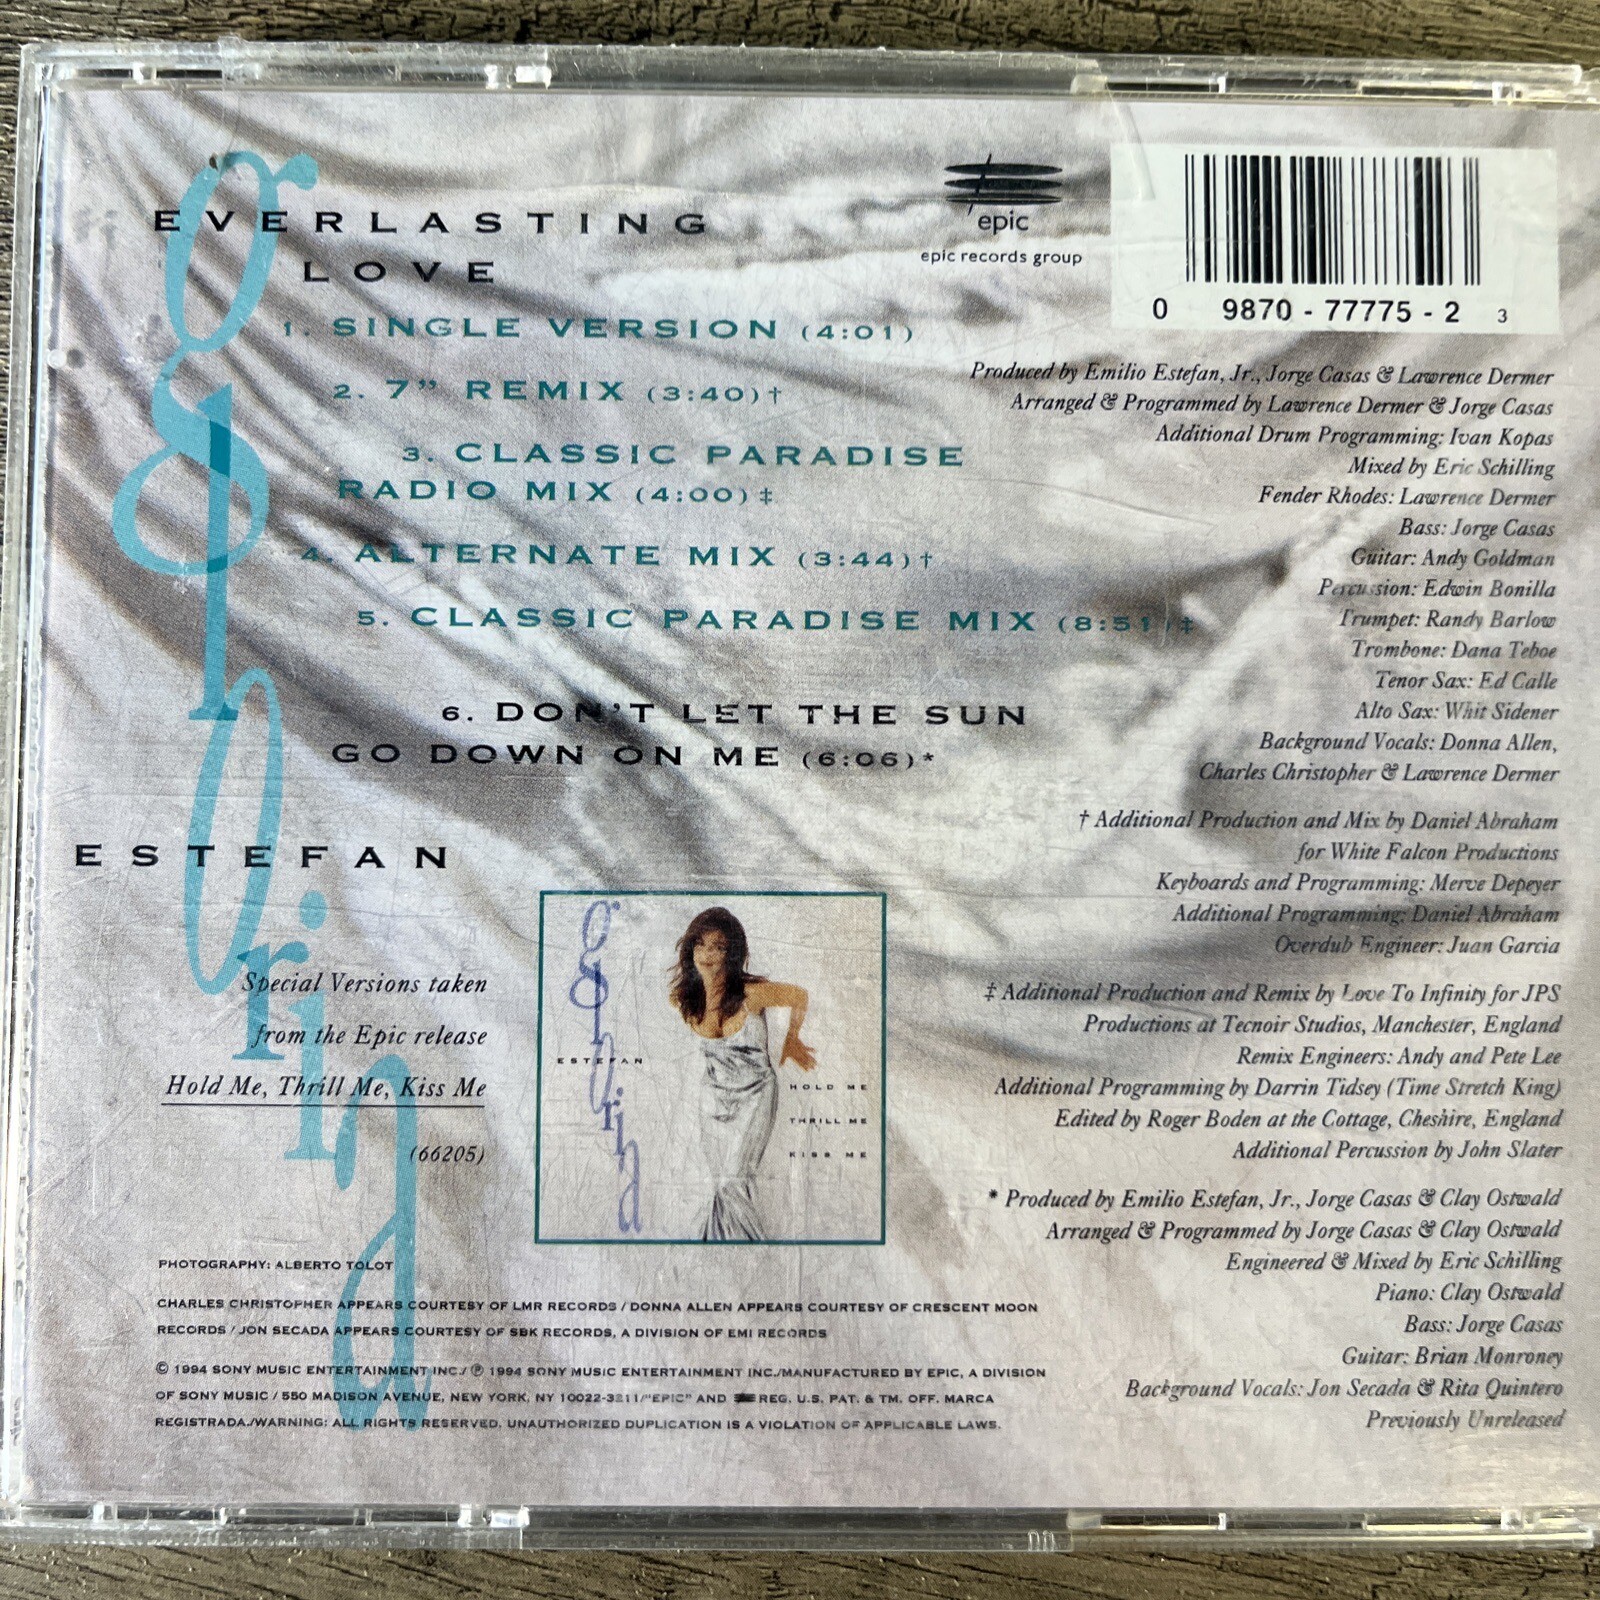 gloria
EVERLASTING
LOVE
1. SINGLE VERSION (4:01)
2. 7" REMIX (3:40)†
3. CLASSIC PARADISE
RADIO MIX (4:00)‡
4. ALTERNATE MIX (3:44)†
5. CLASSIC PARADISE MIX (8:51)‡
6. DON'T LET THE SUN
GO DOWN ON ME (6:06)*
ESTEFAN
Special Versions taken
from the Epic release
Hold Me, Thrill Me, Kiss Me
(66205)
gloria
ESTEFAN
HOLD ME
THRILL ME
KISS ME
PHOTOGRAPHY: ALBERTO TOLOT
CHARLES CHRISTOPHER APPEARS COURTESY OF LMR RECORDS / DONNA ALLEN APPEARS COURTESY OF CRESCENT MOON
RECORDS / JON SECADA APPEARS COURTESY OF SBK RECORDS, A DIVISION OF EMI RECORDS
© 1994 SONY MUSIC ENTERTAINMENT INC./ ℗ 1994 SONY MUSIC ENTERTAINMENT INC./MANUFACTURED BY EPIC, A DIVISION
OF SONY MUSIC / 550 MADISON AVENUE, NEW YORK, NY 10022-3211/"EPIC" AND REG. U.S. PAT. & TM. OFF. MARCA
REGISTRADA./WARNING: ALL RIGHTS RESERVED. UNAUTHORIZED DUPLICATION IS A VIOLATION OF APPLICABLE LAWS.
epic
epic records group
0 9870 - 77775 - 2 3
Produced by Emilio Estefan, Jr., Jorge Casas & Lawrence Dermer
Arranged & Programmed by Lawrence Dermer & Jorge Casas
Additional Drum Programming: Ivan Kopas
Mixed by Eric Schilling
Fender Rhodes: Lawrence Dermer
Bass: Jorge Casas
Guitar: Andy Goldman
Percussion: Edwin Bonilla
Trumpet: Randy Barlow
Trombone: Dana Teboe
Tenor Sax: Ed Calle
Alto Sax: Whit Sidener
Background Vocals: Donna Allen,
Charles Christopher & Lawrence Dermer
† Additional Production and Mix by Daniel Abraham
for White Falcon Productions
Keyboards and Programming: Merve Depeyer
Additional Programming: Daniel Abraham
Overdub Engineer: Juan Garcia
‡ Additional Production and Remix by Love To Infinity for JPS
Productions at Tecnoir Studios, Manchester, England
Remix Engineers: Andy and Pete Lee
Additional Programming by Darrin Tidsey (Time Stretch King)
Edited by Roger Boden at the Cottage, Cheshire, England
Additional Percussion by John Slater
* Produced by Emilio Estefan, Jr., Jorge Casas & Clay Ostwald
Arranged & Programmed by Jorge Casas & Clay Ostwald
Engineered & Mixed by Eric Schilling
Piano: Clay Ostwald
Bass: Jorge Casas
Guitar: Brian Monroney
Background Vocals: Jon Secada & Rita Quintero
Previously Unreleased